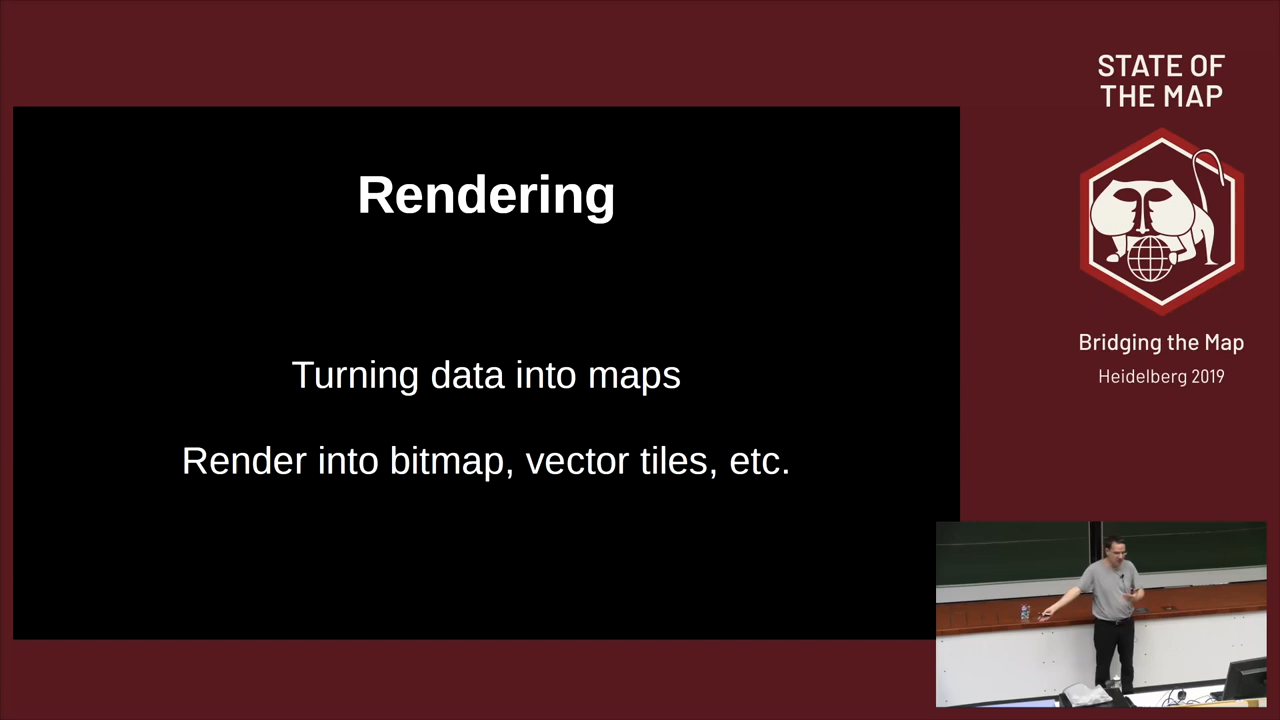 Rendering
Turning data into maps
Render into bitmap, vector tiles, etc.
STATE OF
THE MAP
Bridging the Map
Heidelberg 2019